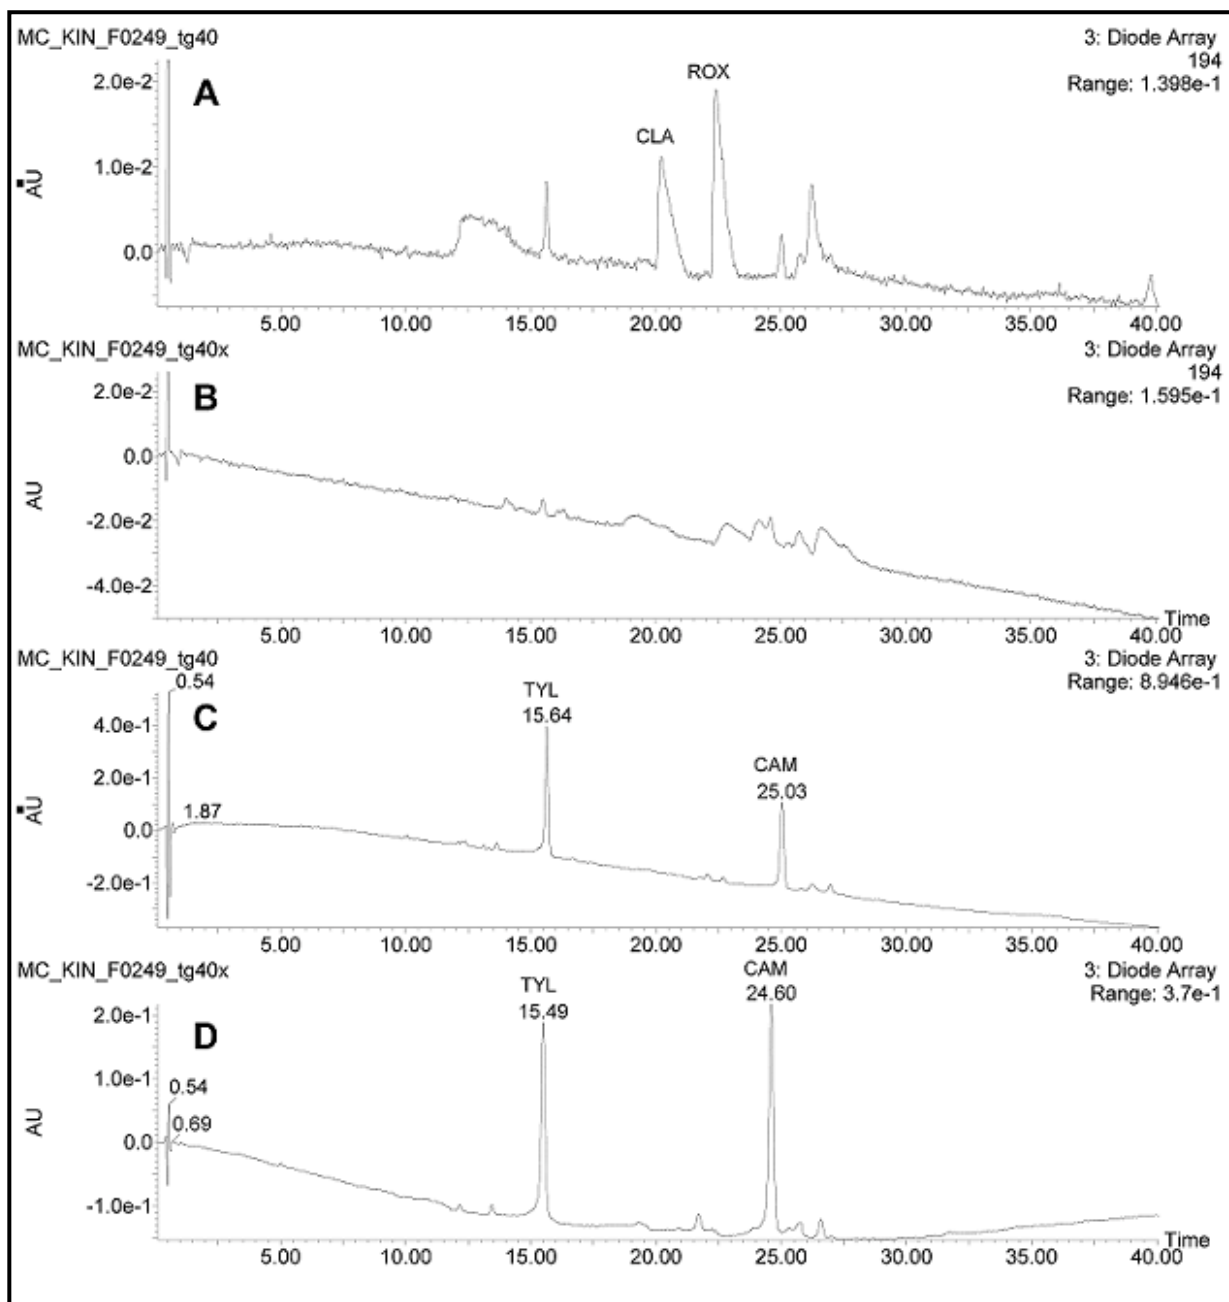 MC_KIN_F0249_tg40
3: Diode Array
194
Range: 1.398e-1
A
AU
2.0e-2
1.0e-2
0.0
CLA
ROX
5.00 10.00 15.00 20.00 25.00 30.00 35.00 40.00
MC_KIN_F0249_tg40x
3: Diode Array
194
Range: 1.595e-1
B
AU
2.0e-2
0.0
-2.0e-2
-4.0e-2
Time
5.00 10.00 15.00 20.00 25.00 30.00 35.00 40.00
MC_KIN_F0249_tg40
3: Diode Array
Range: 8.946e-1
0.54
C
TYL
15.64
CAM
25.03
1.87
AU
4.0e-1
2.0e-1
0.0
-2.0e-1
5.00 10.00 15.00 20.00 25.00 30.00 35.00 40.00
MC_KIN_F0249_tg40x
3: Diode Array
Range: 3.7e-1
D
TYL
15.49
CAM
24.60
0.54
0.69
AU
2.0e-1
1.0e-1
0.0
-1.0e-1
Time
5.00 10.00 15.00 20.00 25.00 30.00 35.00 40.00